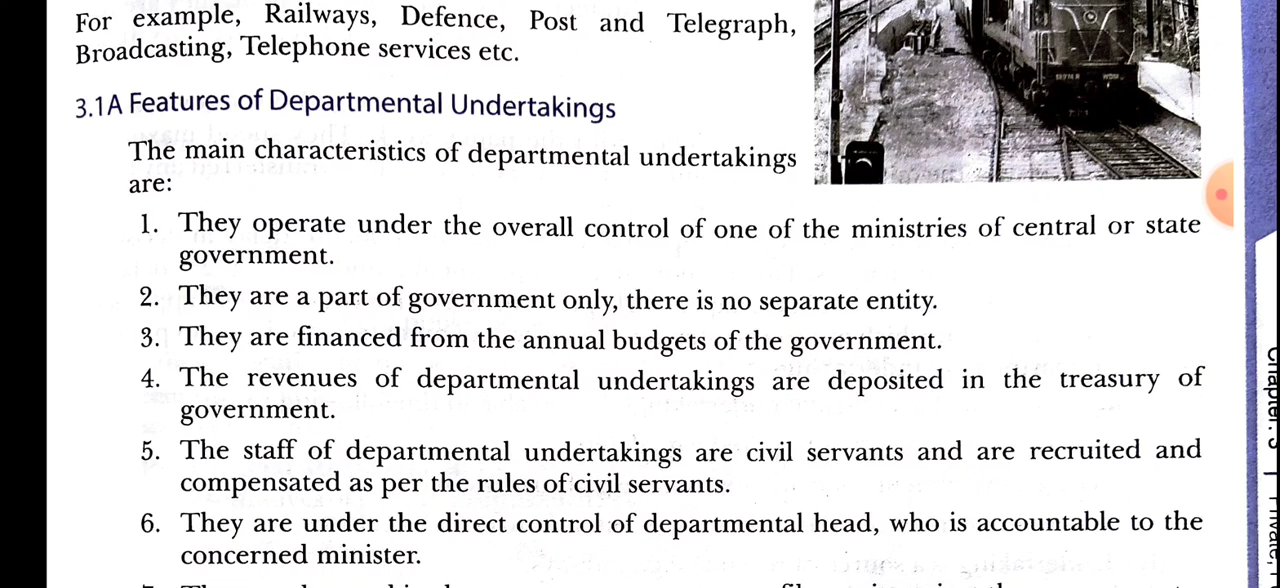 For example, Railways, Defence, Post and Telegraph,
Broadcasting, Telephone services etc.
3.1A Features of Departmental Undertakings
The main characteristics of departmental undertakings
are:
1. They operate under the overall control of one of the ministries of central or state
government.
2. They are a part of government only, there is no separate entity.
3. They are financed from the annual budgets of the government.
4. The revenues of departmental undertakings are deposited in the treasury of
government.
5. The staff of departmental undertakings are civil servants and are recruited and
compensated as per the rules of civil servants.
6. They are under the direct control of departmental head, who is accountable to the
concerned minister.
Chapter: 3 | Private,